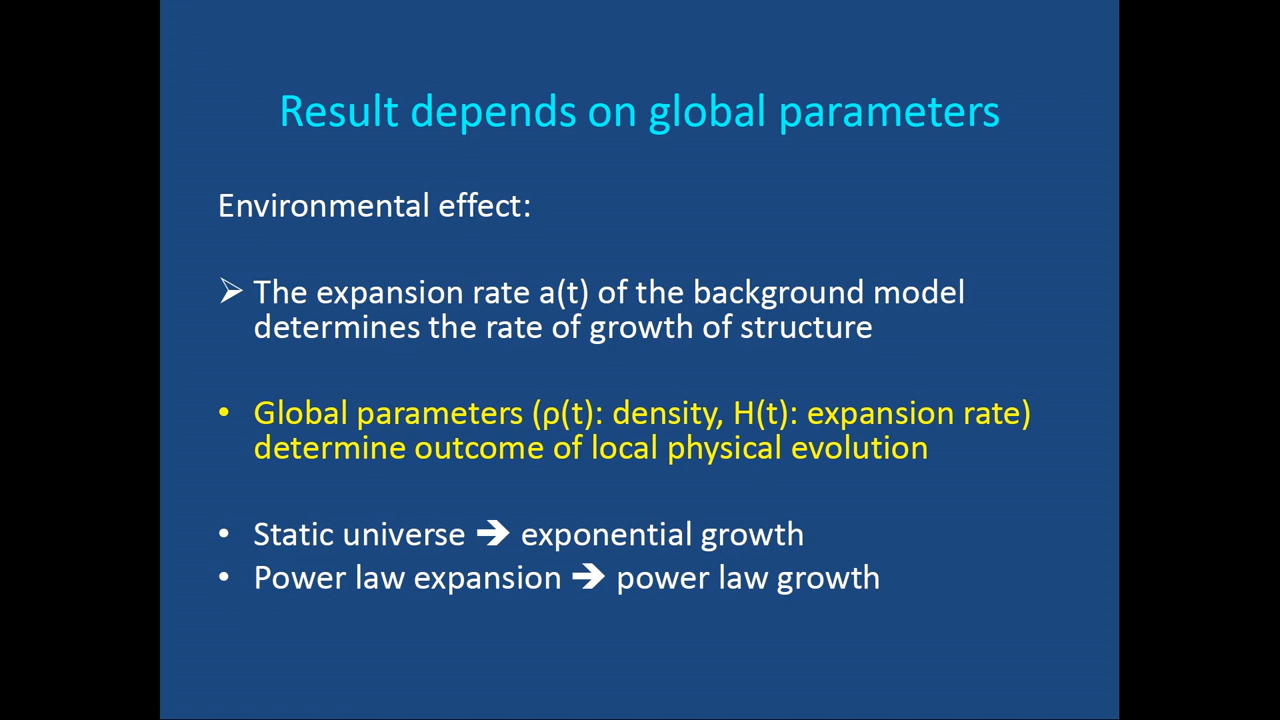 Result depends on global parameters
Environmental effect:
➢ The expansion rate a(t) of the background model
determines the rate of growth of structure
• Global parameters (ρ(t): density, H(t): expansion rate)
determine outcome of local physical evolution
• Static universe ➔ exponential growth
• Power law expansion ➔ power law growth